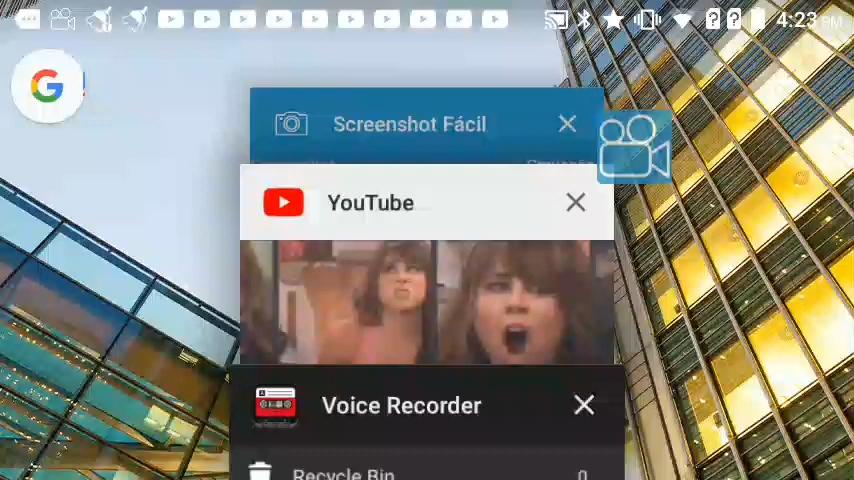 4:23 PM
Screenshot Fácil
YouTube
Voice Recorder
Recycle Bin 0